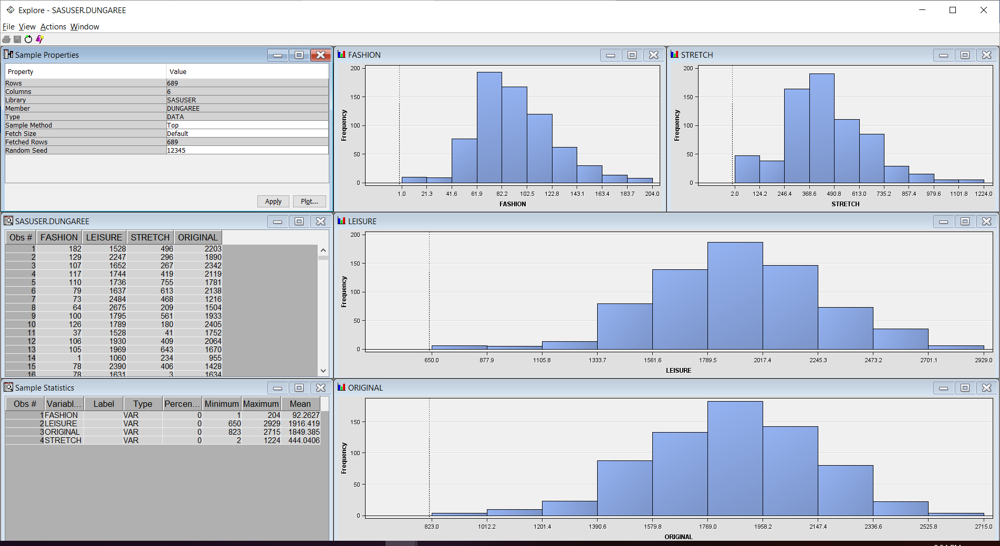 Explore - SASUSER.DUNGAREE
File View Actions Window
Sample Properties
Property Value
Rows 689
Columns 6
Library SASUSER
Member DUNGAREE
Type DATA
Sample Method Top
Fetch Size Default
Fetched Rows 689
Random Seed 12345
Apply Plot...
FASHION
200
150
100
50
0
Frequency
1.0 21.3 41.6 61.9 82.2 102.5 122.8 143.1 163.4 183.7 204.0
FASHION
STRETCH
200
150
100
50
0
Frequency
2.0 124.2 246.4 368.6 490.8 613.0 735.2 857.4 979.6 1101.8 1224.0
STRETCH
SASUSER.DUNGAREE
Obs # FASHION LEISURE STRETCH ORIGINAL
1 182 1528 496 2203
2 129 2247 296 1890
3 107 1652 267 2342
4 117 1744 419 2119
5 110 1736 755 1781
6 79 1637 613 2138
7 73 2484 468 1216
8 64 2675 209 1504
9 100 1795 561 1933
10 126 1789 180 2405
11 37 1528 41 1752
12 106 1930 409 2064
13 105 1969 643 1670
14 1 1060 234 955
15 78 2390 406 1428
16 78 1631 3 1634
LEISURE
200
150
100
50
0
Frequency
650.0 877.9 1105.8 1333.7 1561.6 1789.5 2017.4 2245.3 2473.2 2701.1 2929.0
LEISURE
Sample Statistics
Obs # Variabl... Label Type Percen... Minimum Maximum Mean
1 FASHION VAR 0 1 204 92.2627
2 LEISURE VAR 0 650 2929 1916.419
3 ORIGINAL VAR 0 823 2715 1849.385
4 STRETCH VAR 0 2 1224 444.0406
ORIGINAL
150
100
50
0
Frequency
823.0 1012.2 1201.4 1390.6 1579.8 1769.0 1958.2 2147.4 2336.6 2525.8 2715.0
ORIGINAL